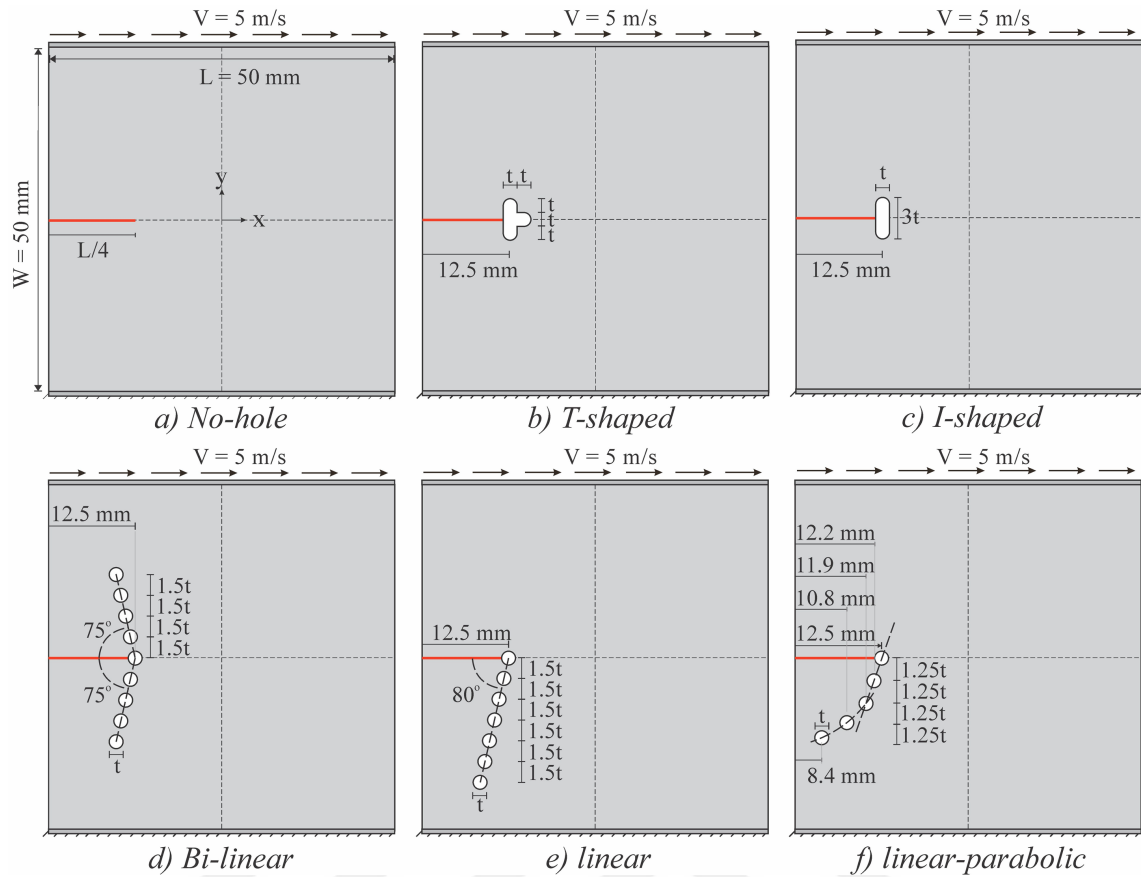 V = 5 m/s
V = 5 m/s
V = 5 m/s
L = 50 mm
W = 50 mm
y
x
L/4
t t
t
t
t
12.5 mm
t
3t
12.5 mm
a) No-hole
b) T-shaped
c) I-shaped
V = 5 m/s
V = 5 m/s
V = 5 m/s
12.5 mm
1.5t
1.5t
1.5t
1.5t
75°
75°
t
12.5 mm
80°
1.5t
1.5t
1.5t
1.5t
1.5t
1.5t
t
12.2 mm
11.9 mm
10.8 mm
12.5 mm
1.25t
1.25t
1.25t
1.25t
t
8.4 mm
d) Bi-linear
e) linear
f) linear-parabolic